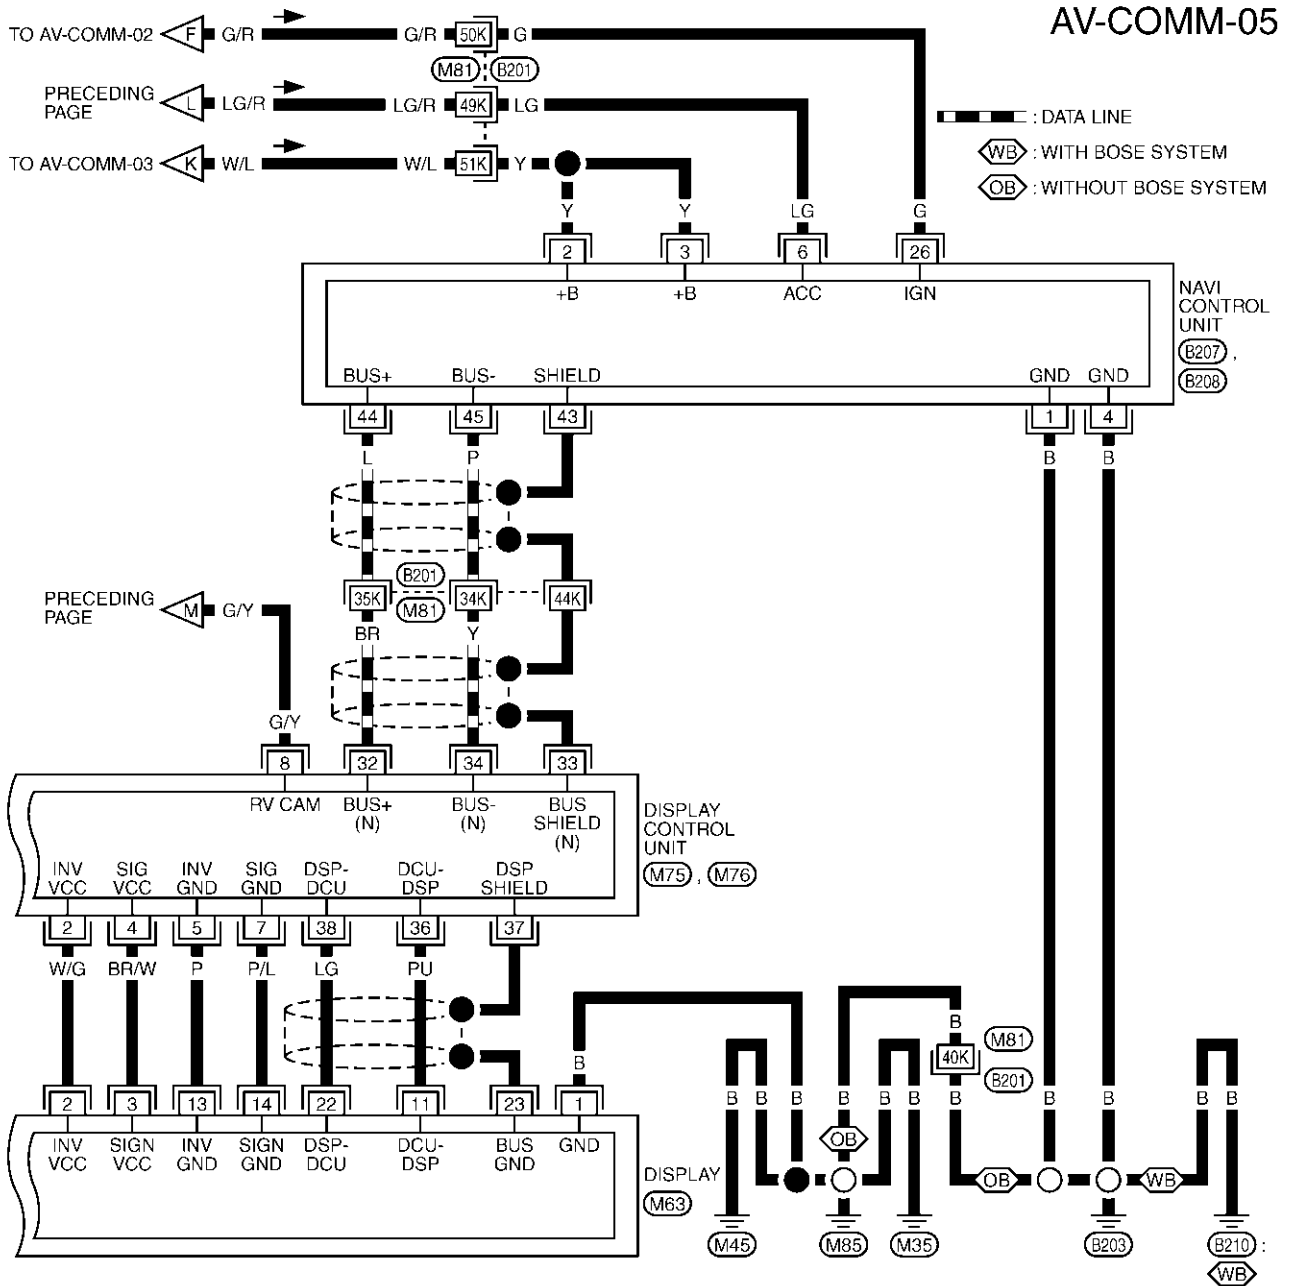 AV-COMM-05
TO AV-COMM-02 F G/R G/R 50K G
M81 B201
PRECEDING PAGE L LG/R LG/R 49K LG
TO AV-COMM-03 K W/L W/L 51K Y
: DATA LINE
WB : WITH BOSE SYSTEM
OB : WITHOUT BOSE SYSTEM
Y Y LG G
2 3 6 26
+B +B ACC IGN
NAVI
CONTROL
UNIT
B207 ,
B208
BUS+ BUS- SHIELD GND GND
44 45 43 1 4
L P B B
B201
35K 34K 44K
M81
BR Y
PRECEDING PAGE M G/Y
G/Y
8 32 34 33
RV CAM BUS+ (N) BUS- (N) BUS SHIELD (N)
DISPLAY
CONTROL
UNIT
M75 , M76
INV VCC SIG VCC INV GND SIG GND DSP-DCU DCU-DSP DSP SHIELD
2 4 5 7 38 36 37
W/G BR/W P P/L LG PU
B B
40K M81
B201
B B B B B B B B B B
2 3 13 14 22 11 23 1
INV VCC SIGN VCC INV GND SIGN GND DSP-DCU DCU-DSP BUS GND GND
OB
OB WB
DISPLAY
M63
M45 M85 M35 B203 B210 :
WB